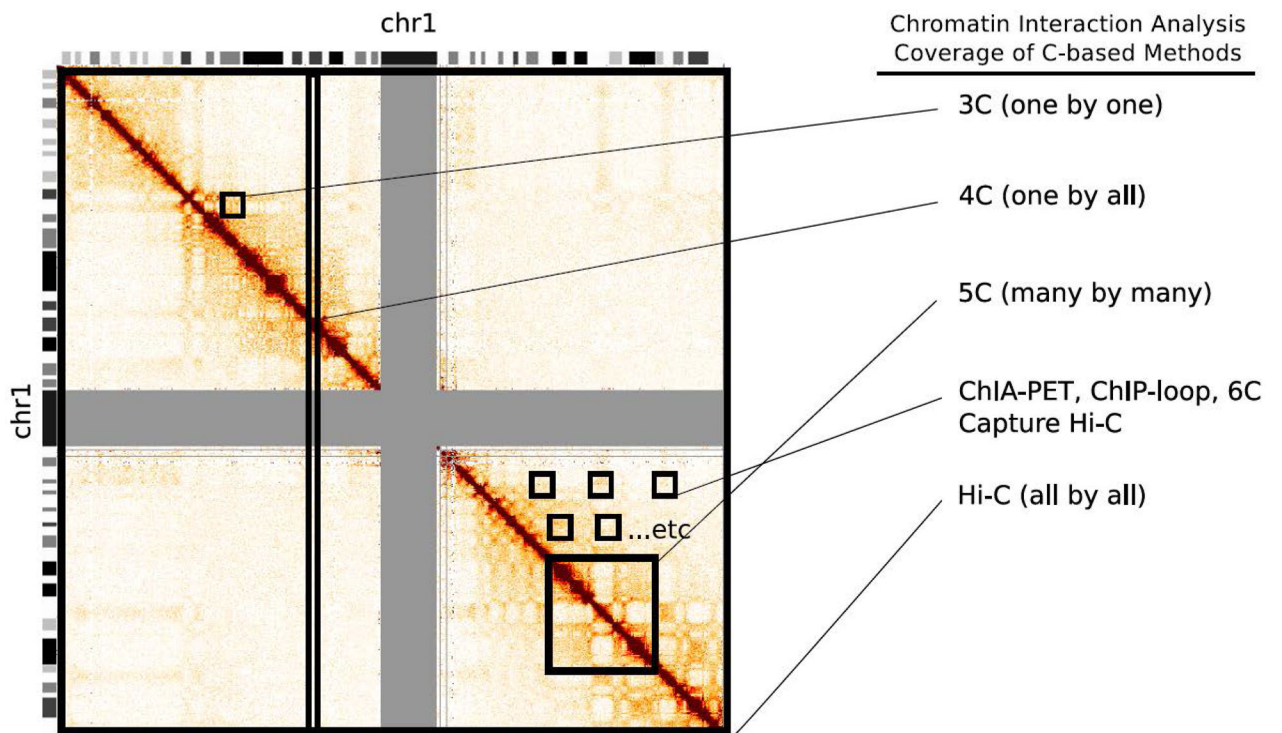 chr1
Chromatin Interaction Analysis
Coverage of C-based Methods
3C (one by one)
4C (one by all)
5C (many by many)
ChIA-PET, ChIP-loop, 6C
Capture Hi-C
Hi-C (all by all)
chr1
...etc